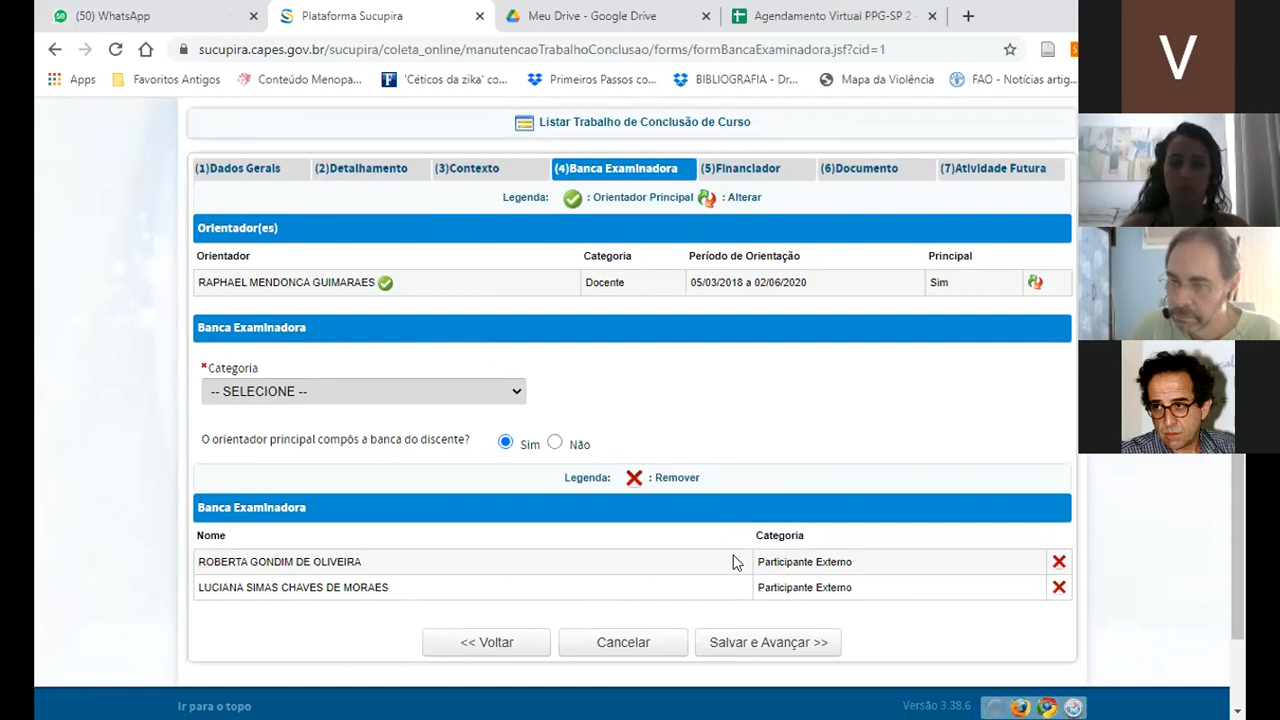 (50) WhatsApp
Plataforma Sucupira
Meu Drive - Google Drive
Agendamento Virtual PPG-SP 2
sucupira.capes.gov.br/sucupira/coleta_online/manutencaoTrabalhoConclusao/forms/formBancaExaminadora.jsf?cid=1
Apps
Favoritos Antigos
Conteúdo Menopa...
'Céticos da zika' co...
Primeiros Passos co...
BIBLIOGRAFIA - Dr...
Mapa da Violência
FAO - Notícias artig...
V
Listar Trabalho de Conclusão de Curso
(1)Dados Gerais
(2)Detalhamento
(3)Contexto
(4)Banca Examinadora
(5)Financiador
(6)Documento
(7)Atividade Futura
Legenda: : Orientador Principal : Alterar
Orientador(es)
Orientador Categoria Período de Orientação Principal
RAPHAEL MENDONCA GUIMARAES Docente 05/03/2018 a 02/06/2020 Sim
Banca Examinadora
*Categoria
-- SELECIONE --
O orientador principal compôs a banca do discente? Sim Não
Legenda: : Remover
Banca Examinadora
Nome Categoria
ROBERTA GONDIM DE OLIVEIRA Participante Externo
LUCIANA SIMAS CHAVES DE MORAES Participante Externo
<< Voltar
Cancelar
Salvar e Avançar >>
Ir para o topo
Versão 3.38.6